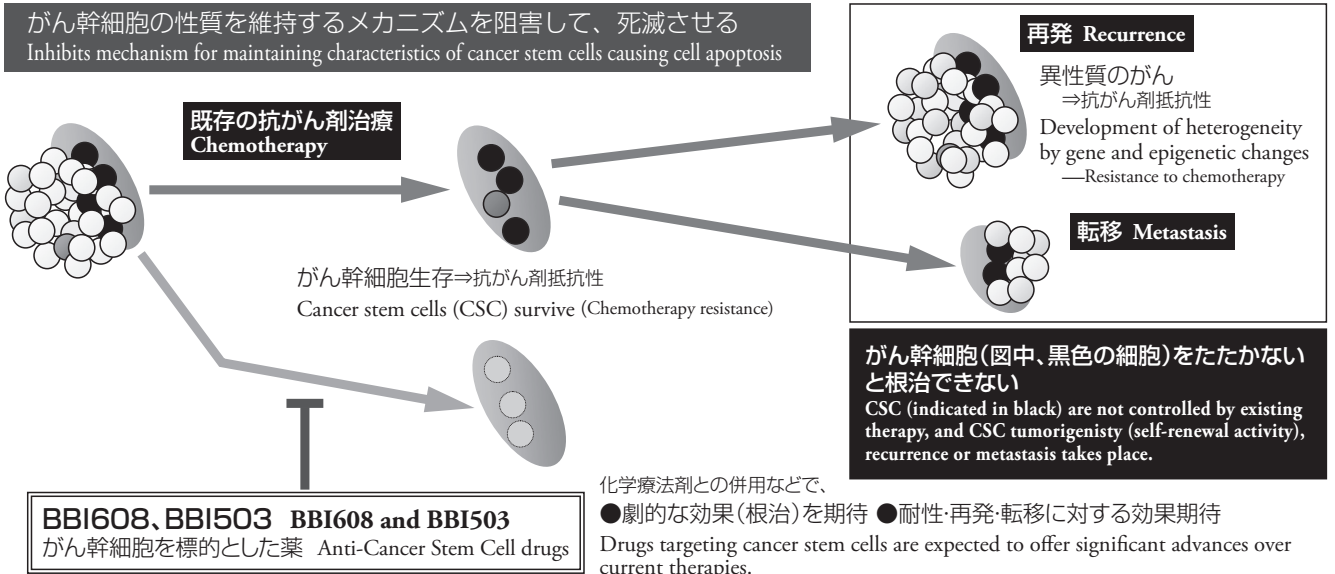 がん幹細胞の性質を維持するメカニズムを阻害して、死滅させる
Inhibits mechanism for maintaining characteristics of cancer stem cells causing cell apoptosis
既存の抗がん剤治療
Chemotherapy
がん幹細胞生存⇒抗がん剤抵抗性
Cancer stem cells (CSC) survive (Chemotherapy resistance)
再発 Recurrence
異性質のがん
⇒抗がん剤抵抗性
Development of heterogeneity
by gene and epigenetic changes
—Resistance to chemotherapy
転移 Metastasis
がん幹細胞(図中、黒色の細胞)をたたかない
と根治できない
CSC (indicated in black) are not controlled by existing
therapy, and CSC tumorigenisty (self-renewal activity),
recurrence or metastasis takes place.
BBI608、BBI503 BBI608 and BBI503
がん幹細胞を標的とした薬 Anti-Cancer Stem Cell drugs
化学療法剤との併用などで、
●劇的な効果(根治)を期待 ●耐性・再発・転移に対する効果期待
Drugs targeting cancer stem cells are expected to offer significant advances over
current therapies.